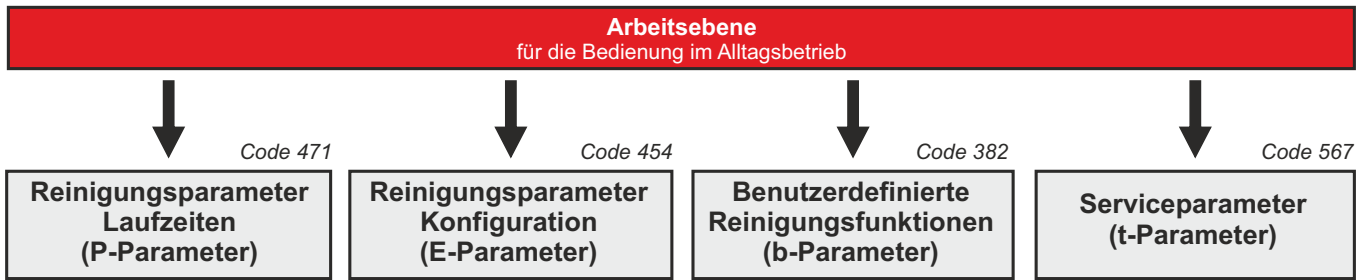 Arbeitsebene
für die Bedienung im Alltagsbetrieb
Code 471
Reinigungsparameter
Laufzeiten
(P-Parameter)
Code 454
Reinigungsparameter
Konfiguration
(E-Parameter)
Code 382
Benutzerdefinierte
Reinigungsfunktionen
(b-Parameter)
Code 567
Serviceparameter
(t-Parameter)